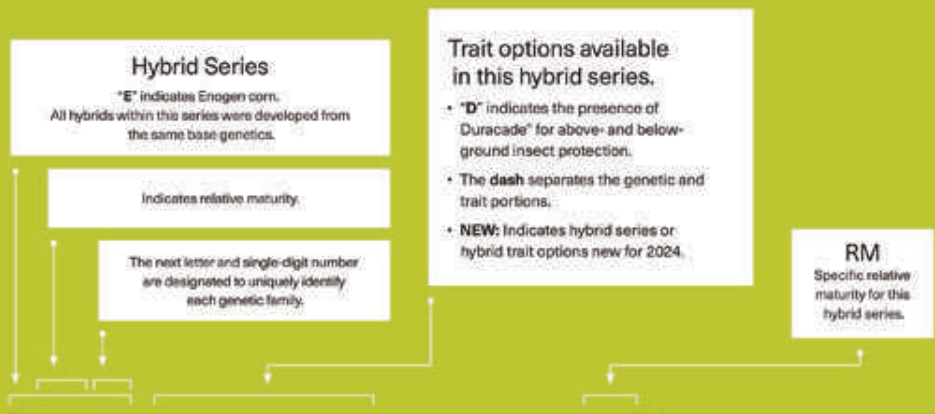 Hybrid Series
"E" indicates Enogen corn.
All hybrids within this series were developed from
the same base genetics.
Indicates relative maturity.
The next letter and single-digit number
are designated to uniquely identify
each genetic family.
Trait options available
in this hybrid series.
• "D" indicates the presence of
Duracade" for above- and below-
ground insect protection.
• The dash separates the genetic and
trait portions.
• NEW: Indicates hybrid series or
hybrid trait options new for 2024.
RM
Specific relative
maturity for this
hybrid series.